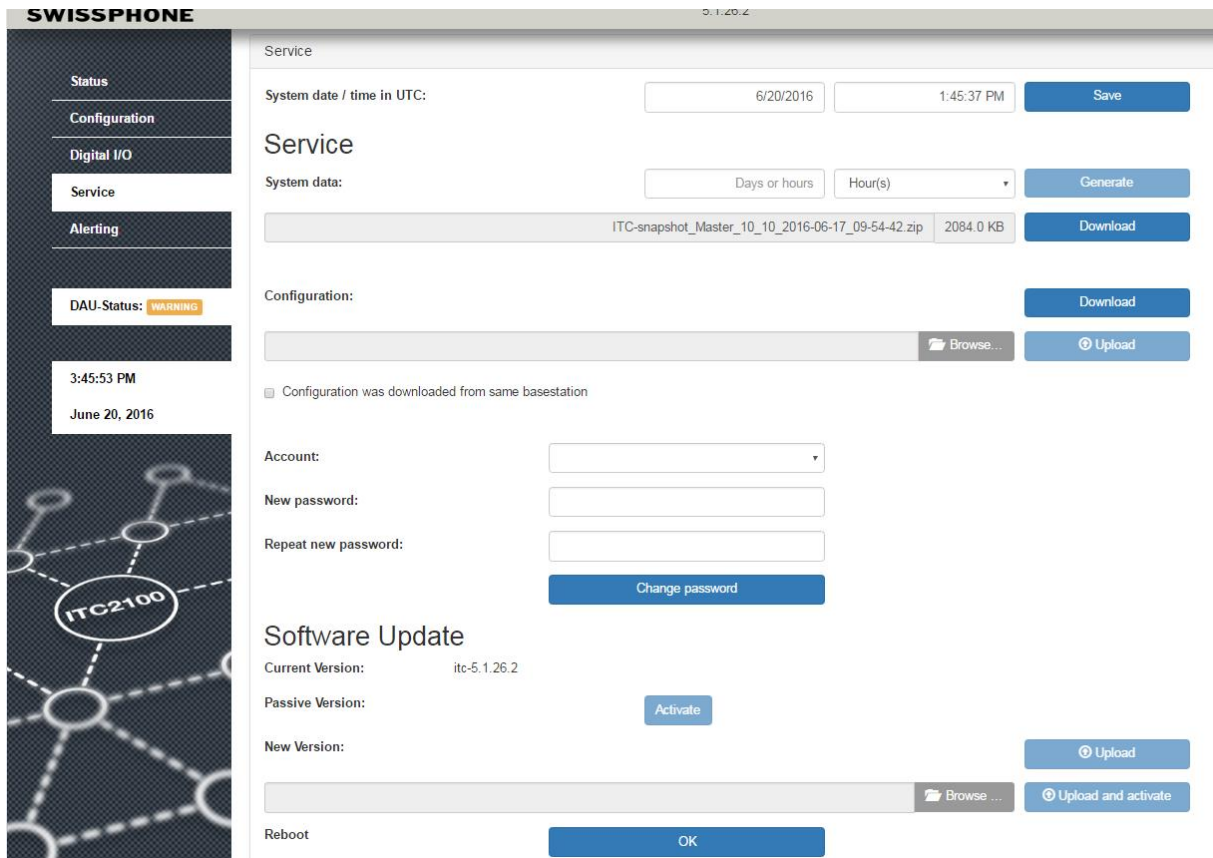 SWISSPHONE
5.1.26.2
Status
Configuration
Digital I/O
Service
Alerting
DAU-Status: WARNING
3:45:53 PM
June 20, 2016
ITC2100
Service
System date / time in UTC: 6/20/2016 1:45:37 PM Save
Service
System data: Days or hours Hour(s) Generate
ITC-snapshot_Master_10_10_2016-06-17_09-54-42.zip 2084.0 KB Download
Configuration: Download
Browse... Upload
Configuration was downloaded from same basestation
Account:
New password:
Repeat new password:
Change password
Software Update
Current Version: itc-5.1.26.2
Passive Version: Activate
New Version: Upload
Browse ... Upload and activate
Reboot OK